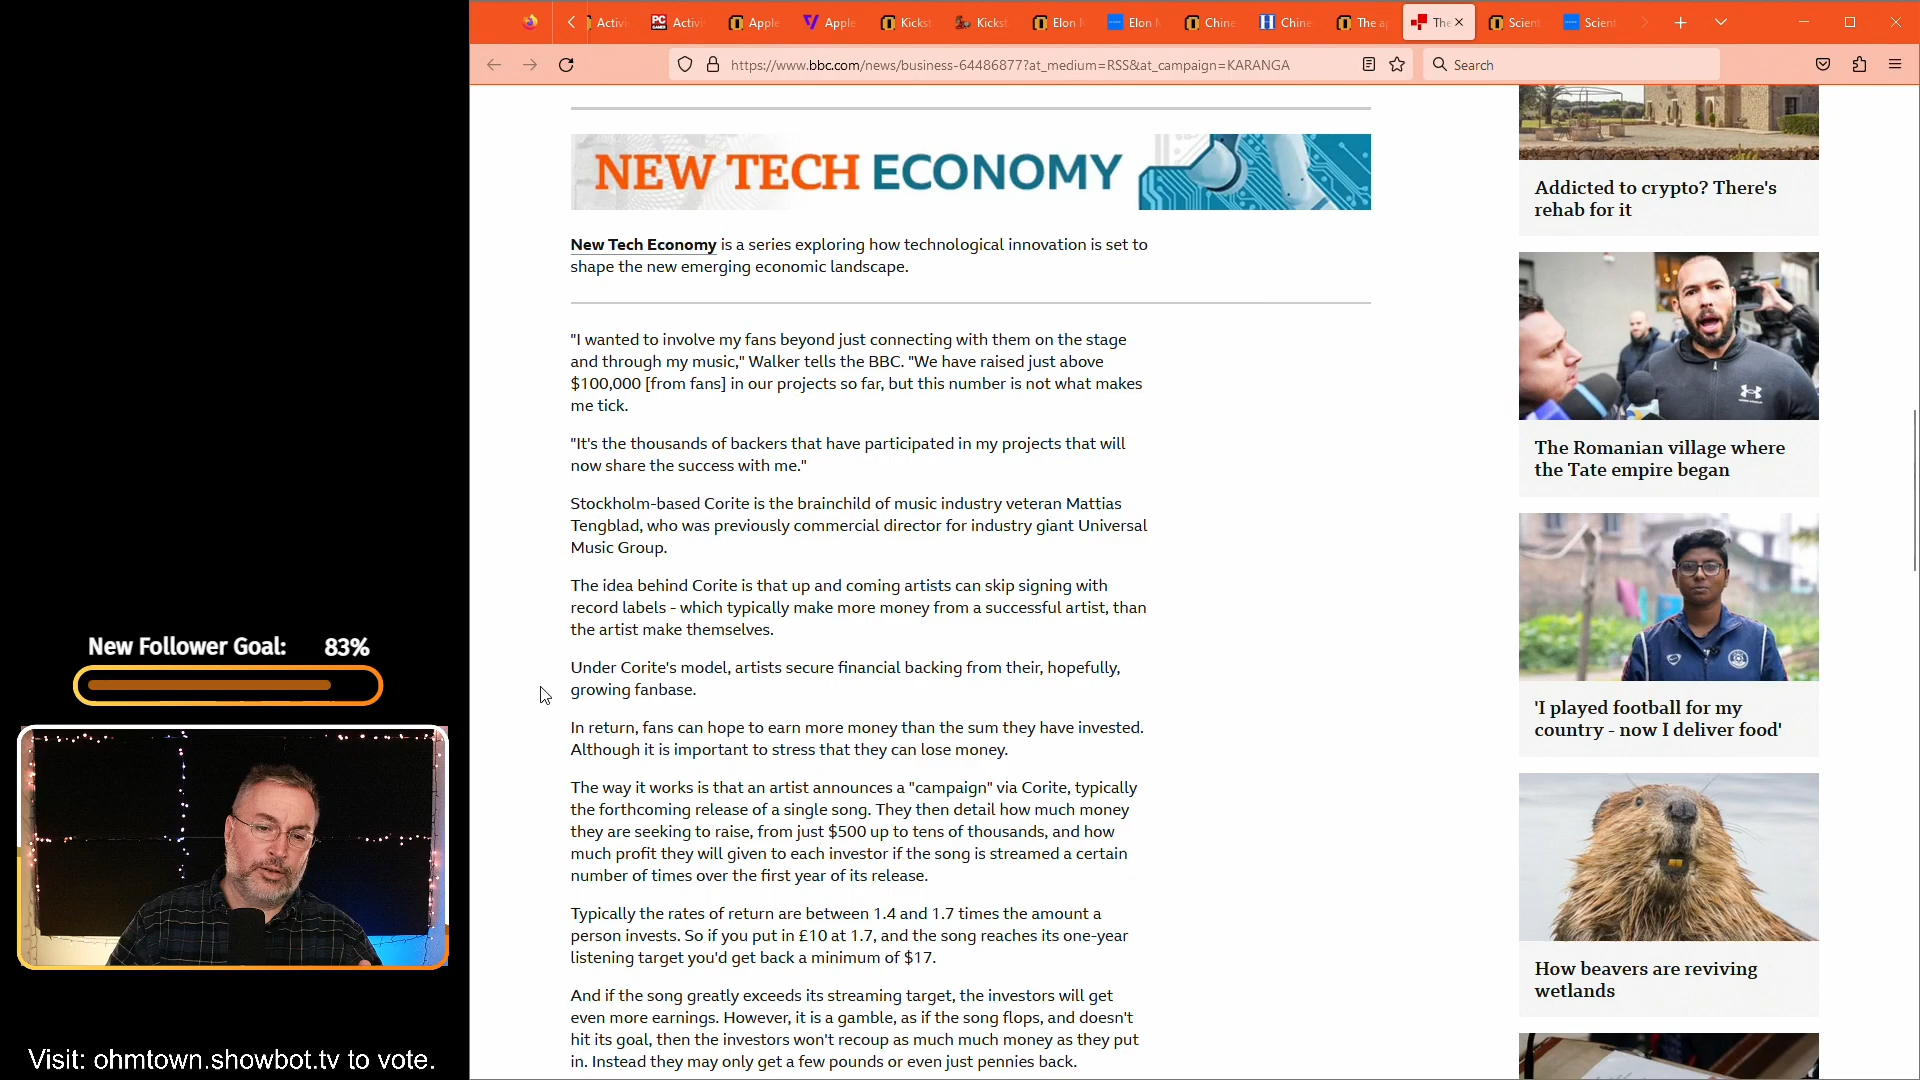 Activi
Activi
Apple
Apple
Kickst
Kickst
Elon
Elon
Chine
Chine
The a
The
Scient
Scient
https://www.bbc.com/news/business-64486877?at_medium=RSS&at_campaign=KARANGA
Search
NEW TECH ECONOMY
New Tech Economy is a series exploring how technological innovation is set to
shape the new emerging economic landscape.
"I wanted to involve my fans beyond just connecting with them on the stage
and through my music," Walker tells the BBC. "We have raised just above
$100,000 [from fans] in our projects so far, but this number is not what makes
me tick.
"It's the thousands of backers that have participated in my projects that will
now share the success with me."
Stockholm-based Corite is the brainchild of music industry veteran Mattias
Tengblad, who was previously commercial director for industry giant Universal
Music Group.
The idea behind Corite is that up and coming artists can skip signing with
record labels - which typically make more money from a successful artist, than
the artist make themselves.
Under Corite's model, artists secure financial backing from their, hopefully,
growing fanbase.
In return, fans can hope to earn more money than the sum they have invested.
Although it is important to stress that they can lose money.
The way it works is that an artist announces a "campaign" via Corite, typically
the forthcoming release of a single song. They then detail how much money
they are seeking to raise, from just $500 up to tens of thousands, and how
much profit they will given to each investor if the song is streamed a certain
number of times over the first year of its release.
Typically the rates of return are between 1.4 and 1.7 times the amount a
person invests. So if you put in £10 at 1.7, and the song reaches its one-year
listening target you'd get back a minimum of $17.
And if the song greatly exceeds its streaming target, the investors will get
even more earnings. However, it is a gamble, as if the song flops, and doesn't
hit its goal, then the investors won't recoup as much much money as they put
in. Instead they may only get a few pounds or even just pennies back.
Addicted to crypto? There's
rehab for it
The Romanian village where
the Tate empire began
'I played football for my
country - now I deliver food'
How beavers are reviving
wetlands
New Follower Goal: 83%
Visit: ohmtown.showbot.tv to vote.